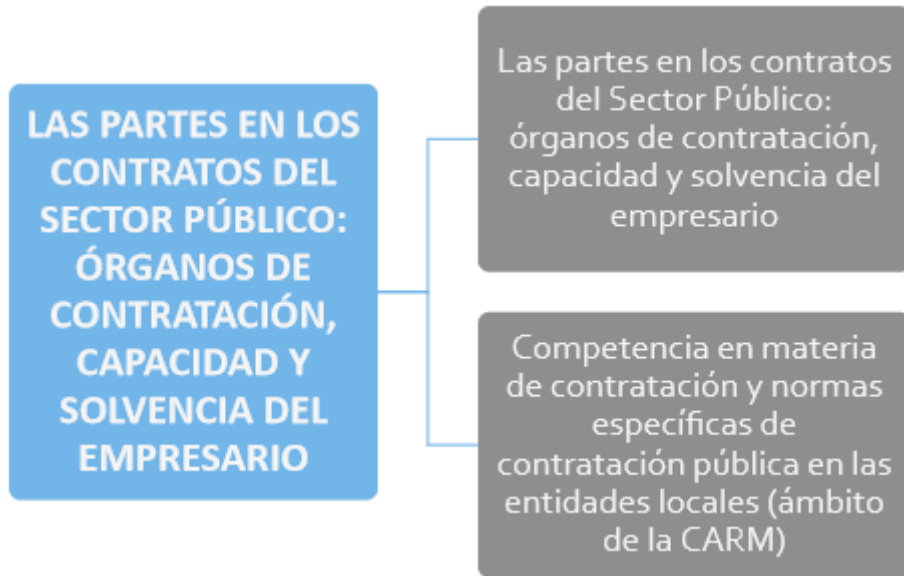 LAS PARTES EN LOS
CONTRATOS DEL
SECTOR PÚBLICO:
ÓRGANOS DE
CONTRATACIÓN,
CAPACIDAD Y
SOLVENCIA DEL
EMPRESARIO
Las partes en los contratos
del Sector Público:
órganos de contratación,
capacidad y solvencia del
empresario
Competencia en materia
de contratación y normas
específicas de
contratación pública en las
entidades locales (ámbito
de la CARM)